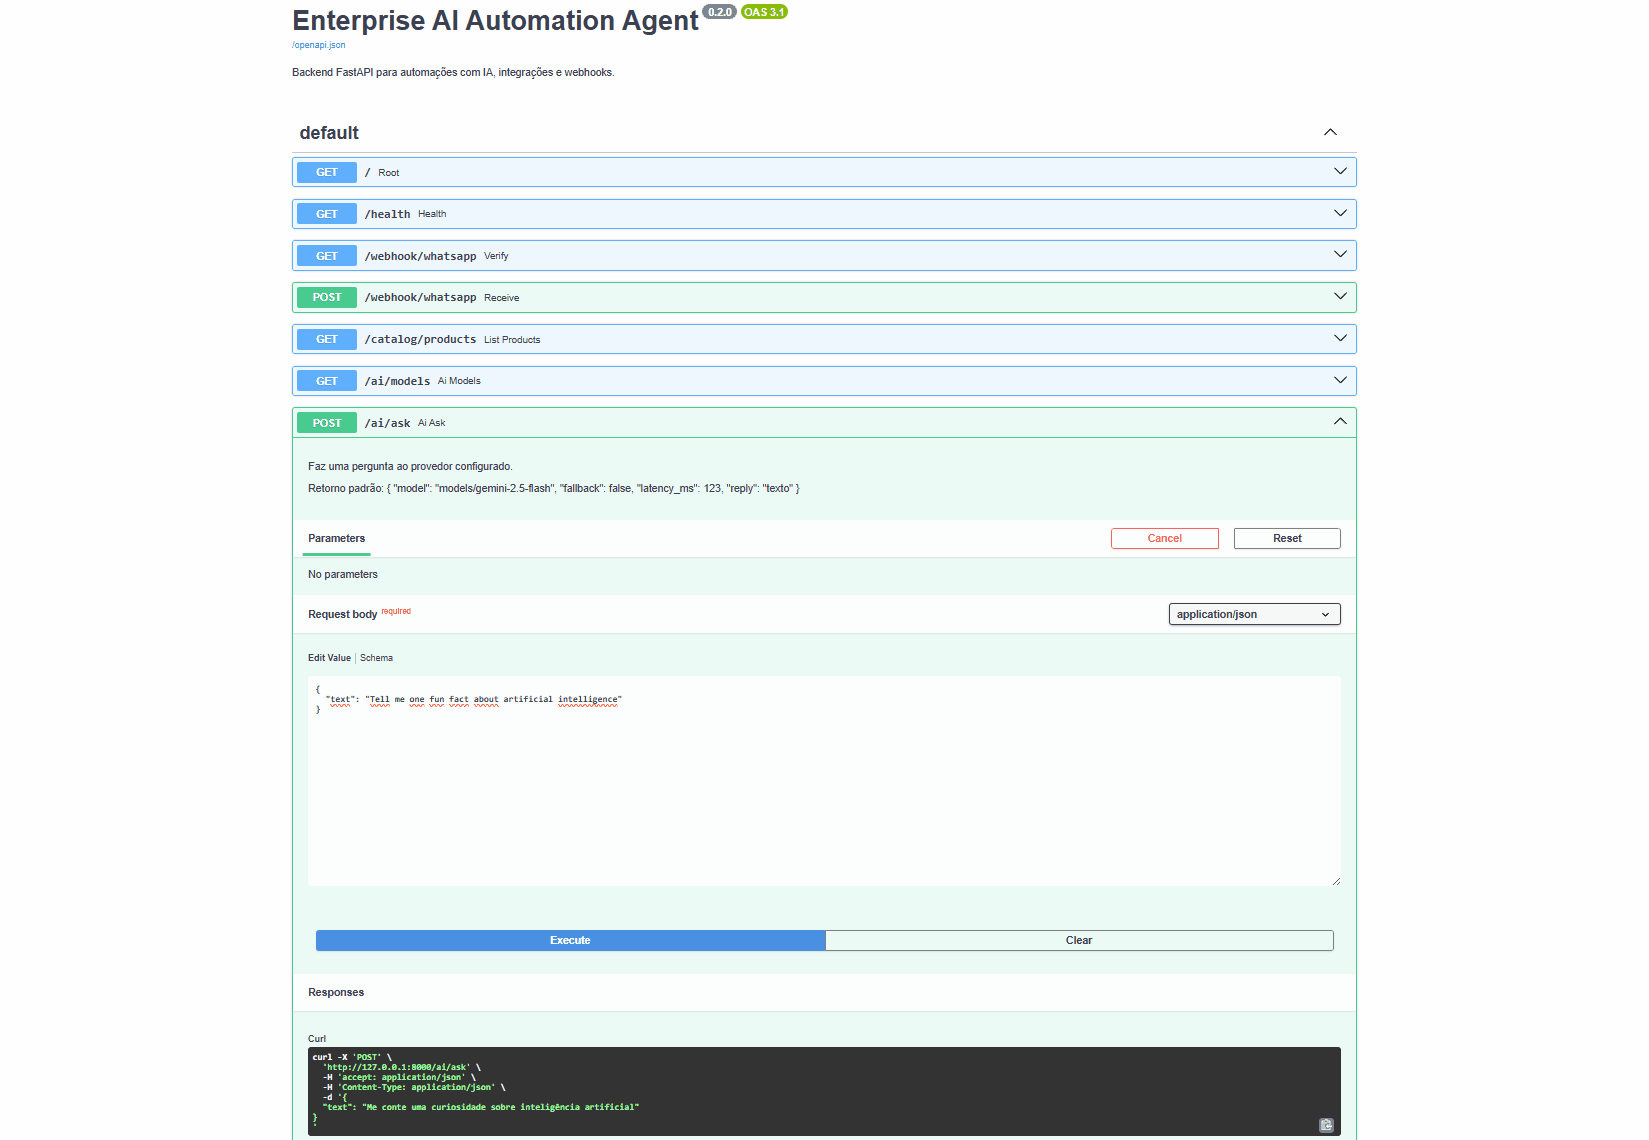 Enterprise AI Automation Agent 0.2.0 OAS 3.1
/openapi.json
Backend FastAPI para automações com IA, integrações e webhooks.
default
GET / Root
GET /health Health
GET /webhook/whatsapp Verify
POST /webhook/whatsapp Receive
GET /catalog/products List Products
GET /ai/models Ai Models
POST /ai/ask Ai Ask
Faz uma pergunta ao provedor configurado.
Retorno padrão: { "model": "models/gemini-2.5-flash", "fallback": false, "latency_ms": 123, "reply": "texto" }
Parameters Cancel Reset
No parameters
Request body required application/json
Edit Value | Schema
{
"text": "Tell me one fun fact about artificial intelligence"
}
Execute Clear
Responses
Curl
curl -X 'POST' \
'http://127.0.0.1:8000/ai/ask' \
-H 'accept: application/json' \
-H 'Content-Type: application/json' \
-d '{
"text": "Me conte uma curiosidade sobre inteligência artificial"
}
'